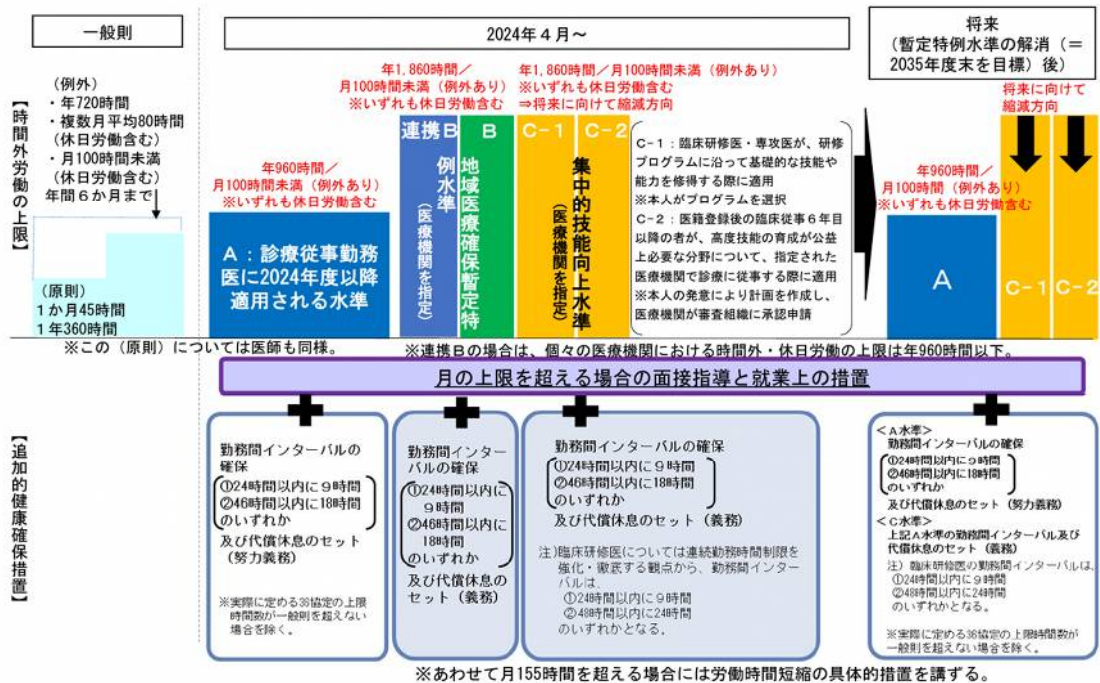 一般則
2024年４月～
将来
（暫定特例水準の解消（＝
2035年度末を目標）後）
【時間外労働の上限】
（例外）
・年720時間
・複数月平均80時間
（休日労働含む）
・月100時間未満
（休日労働含む）
年間６か月まで
（原則）
１か月45時間
１年360時間
年960時間／
月100時間未満（例外あり）
※いずれも休日労働含む
Ａ：診療従事勤務
医に2024年度以降
適用される水準
年1,860時間／
月100時間未満（例外あり）
※いずれも休日労働含む
連携Ｂ
Ｂ
地域医療確保暫定特
例水準
（医療機関を指定）
年1,860時間／月100時間未満（例外あり）
※いずれも休日労働含む
⇒将来に向けて縮減方向
Ｃ－１
Ｃ－２
集中的技能向上水準
（医療機関を指定）
Ｃ－１：臨床研修医・専攻医が、研修
プログラムに沿って基礎的な技能や
能力を修得する際に適用
※本人がプログラムを選択
Ｃ－２：医籍登録後の臨床従事６年目
以降の者が、高度技能の育成が公益
上必要な分野について、指定された
医療機関で診療に従事する際に適用
※本人の発意により計画を作成し、
医療機関が審査組織に承認申請
年960時間／
月100時間（例外あり）
※いずれも休日労働含む
Ａ
将来に向けて
縮減方向
Ｃ－１
Ｃ－２
※この（原則）については医師も同様。
※連携Ｂの場合は、個々の医療機関における時間外・休日労働の上限は年960時間以下。
月の上限を超える場合の面接指導と就業上の措置
【追加的健康確保措置】
勤務間インターバルの
確保
①24時間以内に９時間
②46時間以内に18時間
のいずれか
及び代償休息のセット
（努力義務）
※実際に定める36協定の上限
時間数が一般則を超えない
場合を除く。
勤務間インター
バルの確保
①24時間以内に
９時間
②46時間以内に
18時間
のいずれか
及び代償休息の
セット（義務）
勤務間インターバルの確保
①24時間以内に９時間
②46時間以内に18時間
のいずれか
及び代償休息のセット（義務）
注）臨床研修医については連続勤務時間制限を
強化・徹底する観点から、勤務間インター
バルは、
①24時間以内に９時間
②48時間以内に24時間
のいずれかとなる。
＜Ａ水準＞
勤務間インターバルの確保
①24時間以内に９時間
②46時間以内に18時間
のいずれか
及び代償休息のセット（努力義務）
＜Ｃ水準＞
上記Ａ水準の勤務間インターバル及び
代償休息のセット（義務）
注）臨床研修医の勤務間インターバルは、
①24時間以内に９時間
②48時間以内に24時間
のいずれかとなる。
※実際に定める36協定の上限時間数が
一般則を超えない場合を除く。
※あわせて月155時間を超える場合には労働時間短縮の具体的措置を講ずる。